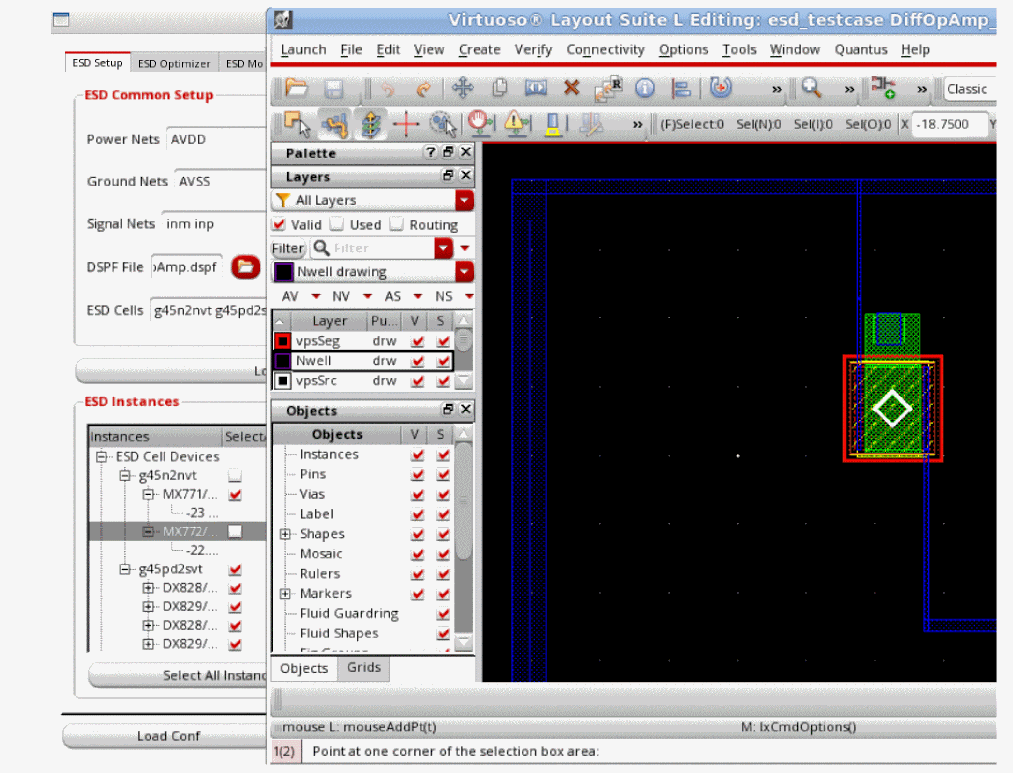 Virtuoso® Layout Suite L Editing: esd_testcase DiffOpAmp_
Launch File Edit View Create Verify Connectivity Options Tools Window Quantus Help
Classic
(F)Select:0 Sel(N):0 Sel(I):0 Sel(O):0 X -18.7500 Y
ESD Setup ESD Optimizer ESD Mo
ESD Common Setup
Power Nets AVDD
Ground Nets AVSS
Signal Nets inm inp
DSPF File Amp.dspf
ESD Cells g45n2nvt g45pd2s
Lo
ESD Instances
Instances Select/
ESD Cell Devices
g45n2nvt
MX771/...
-23 ...
MX772/...
-22....
g45pd2svt
DX828/...
DX829/...
DX828/...
DX829/...
Select All Instanc
Load Conf
Palette
Layers
All Layers
Valid Used Routing
Filter Filter
Nwell drawing
AV NV AS NS
Layer Pu... V S
vpsSeg drw
Nwell drw
vpsSrc drw
Objects
Objects V S
Instances
Pins
Vias
Label
Shapes
Mosaic
Rulers
Markers
Fluid Guardring
Fluid Shapes
Objects Grids
mouse L: mouseAddPt(t) M: lxCmdOptions()
1(2) Point at one corner of the selection box area: